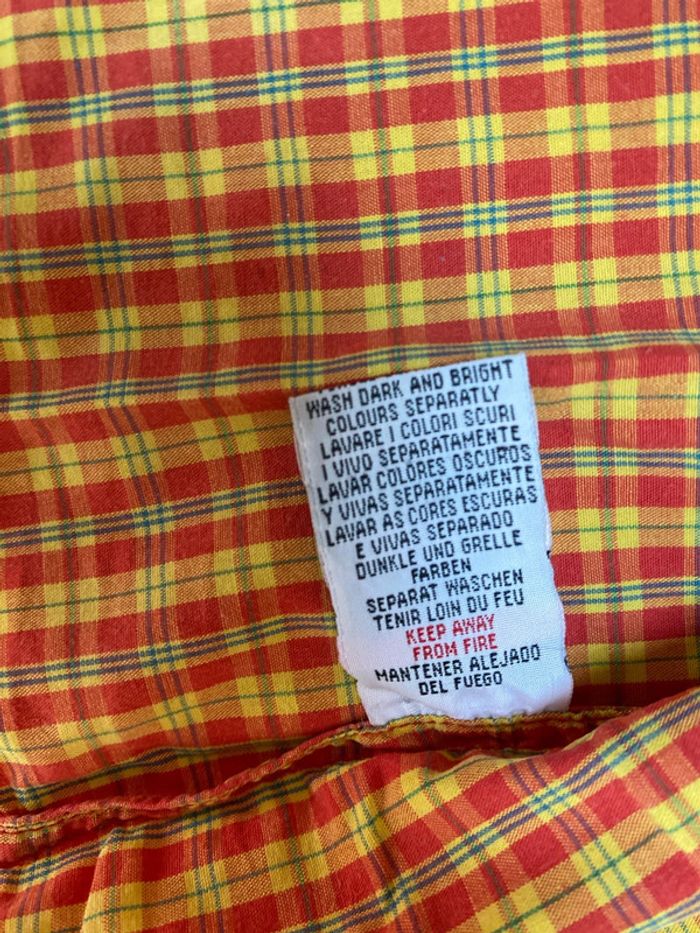 WASH DARK AND BRIGHT
COLOURS SEPARATLY
LAVARE I COLORI SCURI
I VIVO SEPARATAMENTE
LAVAR COLORES OSCUROS
Y VIVAS SEPARATAMENTE
LAVAR AS CORES ESCURAS
E VIVAS SEPARADO
DUNKLE UND GRELLE
FARBEN
SEPARAT WASCHEN
TENIR LOIN DU FEU
KEEP AWAY
FROM FIRE
MANTENER ALEJADO
DEL FUEGO